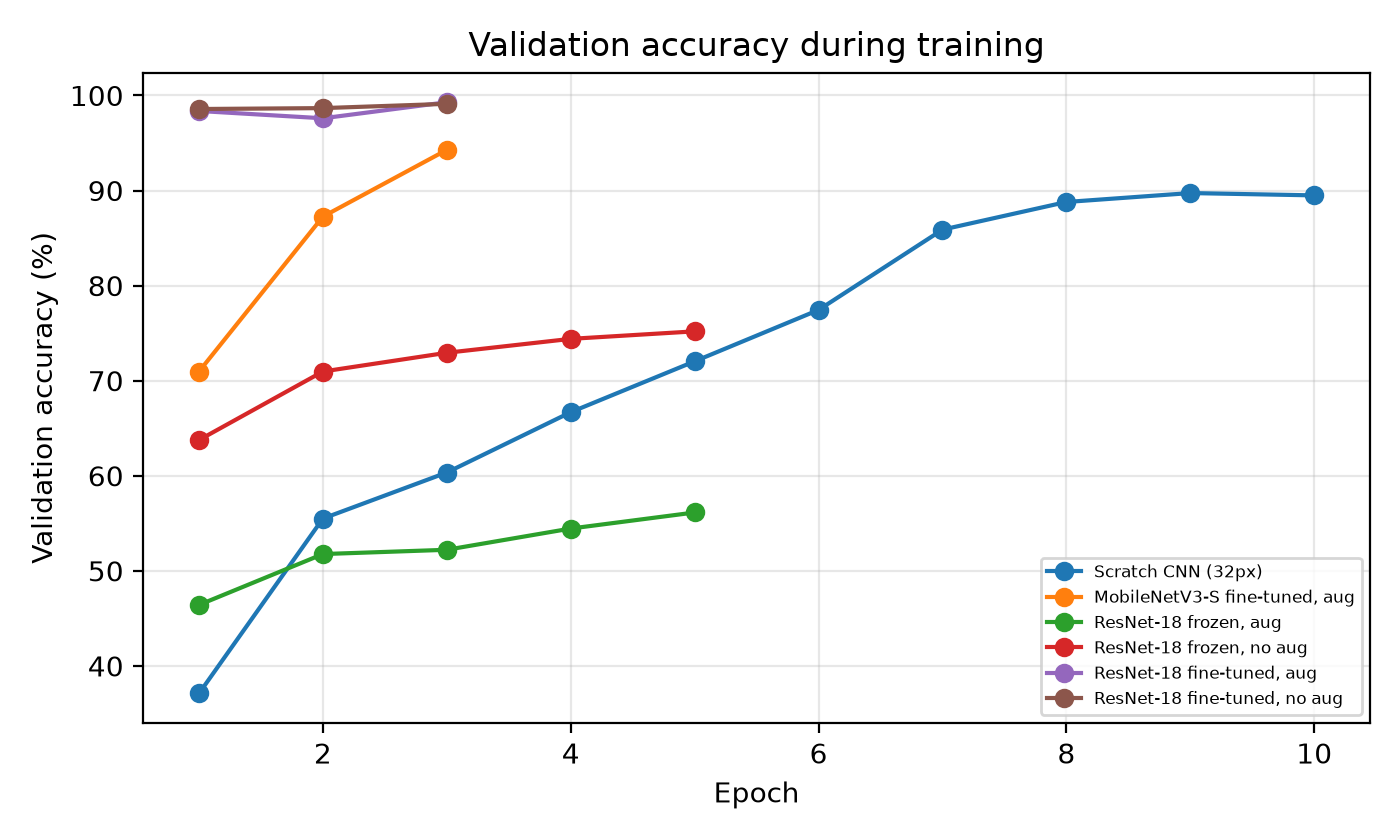 Validation accuracy during training
Validation accuracy (%)
100
90
80
70
60
50
40
2
4
6
8
10
Epoch
Scratch CNN (32px)
MobileNetV3-S fine-tuned, aug
ResNet-18 frozen, aug
ResNet-18 frozen, no aug
ResNet-18 fine-tuned, aug
ResNet-18 fine-tuned, no aug